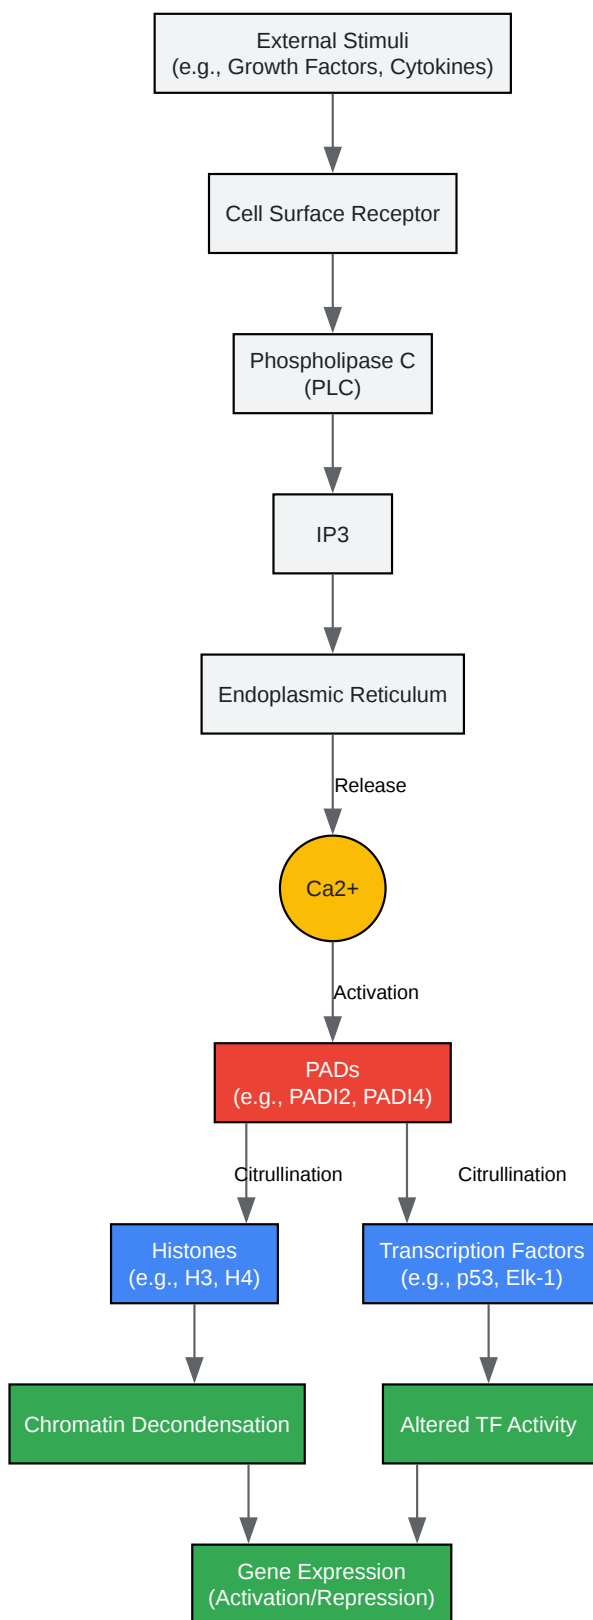 External Stimuli
(e.g., Growth Factors, Cytokines)
Cell Surface Receptor
Phospholipase C
(PLC)
IP3
Endoplasmic Reticulum
Release
Ca2+
Activation
PADs
(e.g., PADI2, PADI4)
Citrullination
Citrullination
Histones
(e.g., H3, H4)
Transcription Factors
(e.g., p53, Elk-1)
Chromatin Decondensation
Altered TF Activity
Gene Expression
(Activation/Repression)